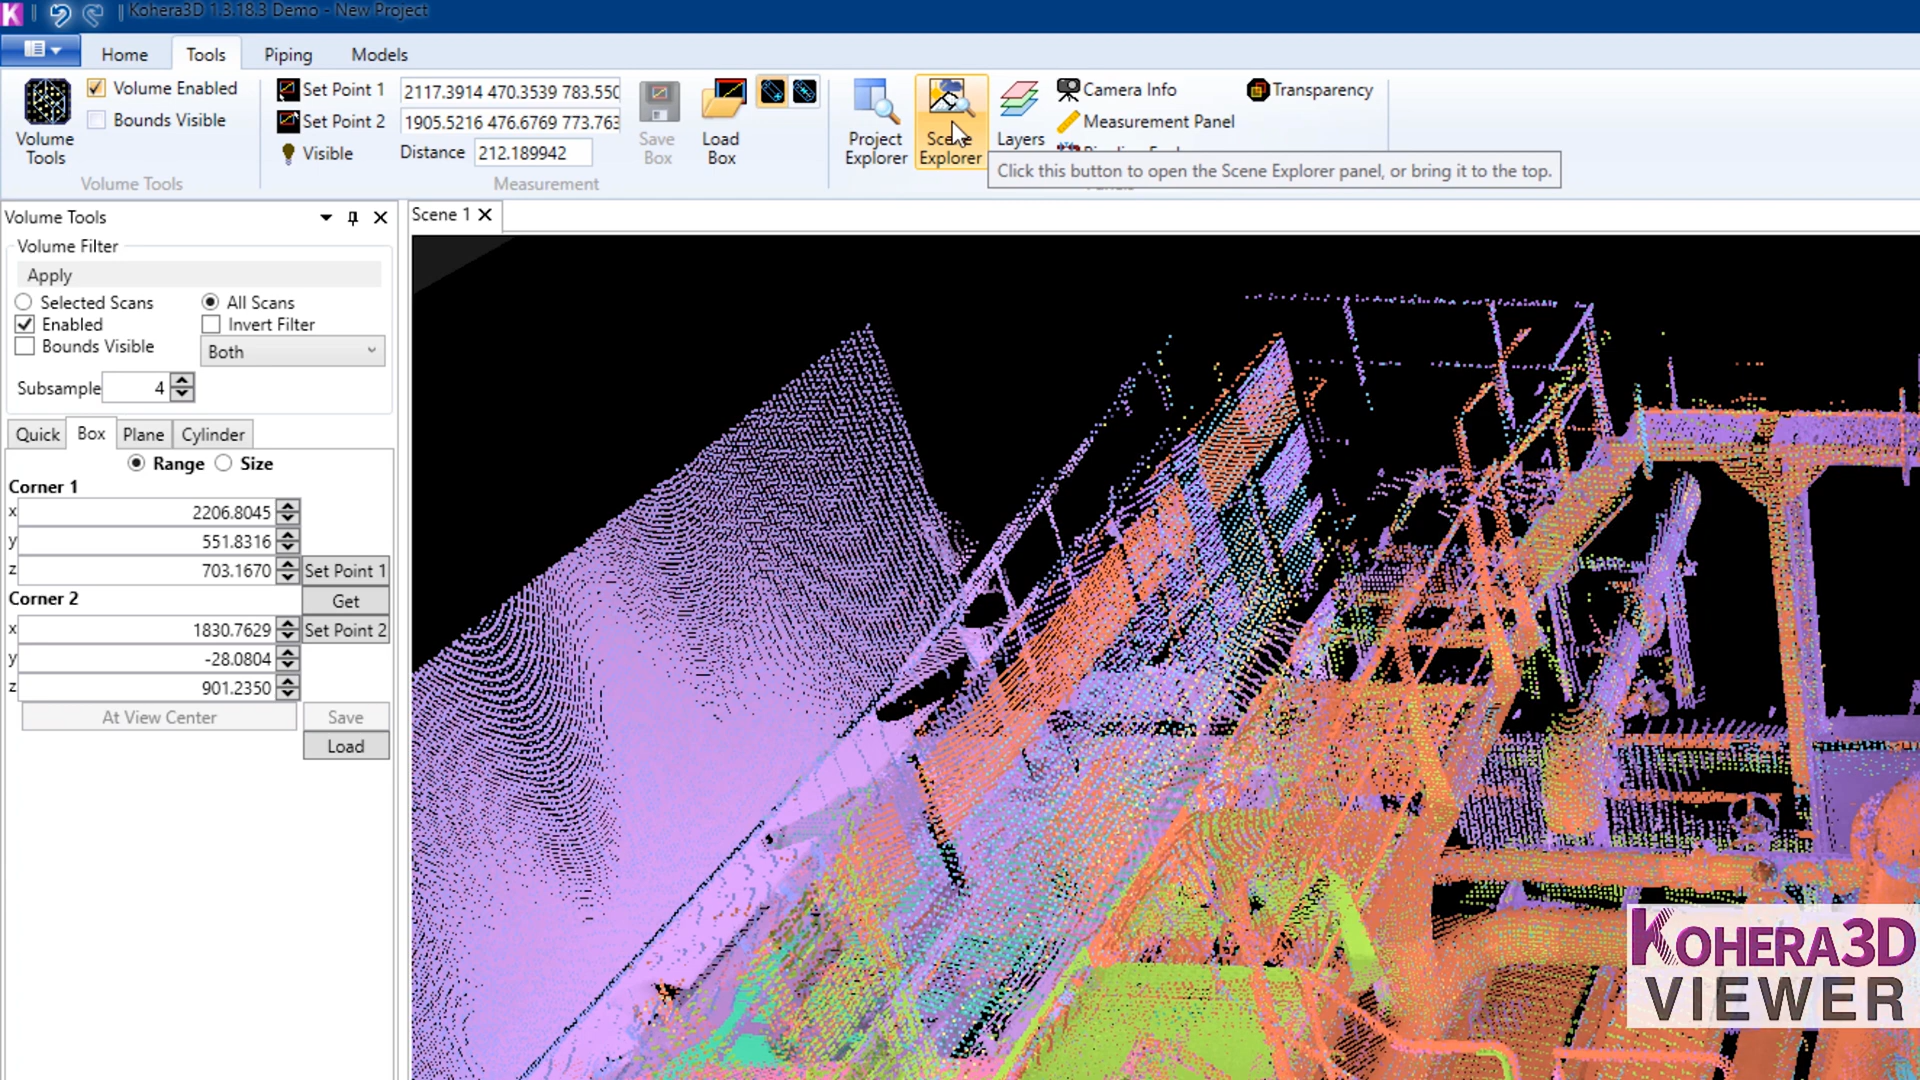 Kohera3D 1.3.18.3 Demo - New Project
Home Tools Piping Models
Volume Tools
Volume Enabled
Bounds Visible
Volume Tools
Set Point 1 2117.3914 470.3539 783.550
Set Point 2 1905.5216 476.6769 773.763
Visible Distance 212.189942
Save Box
Load Box
Measurement
Project Explorer
Scene Explorer
Layers
Camera Info
Measurement Panel
Transparency
Click this button to open the Scene Explorer panel, or bring it to the top.
Volume Tools
Volume Filter
Apply
Selected Scans All Scans
Enabled Invert Filter
Bounds Visible Both
Subsample 4
Quick Box Plane Cylinder
Range Size
Corner 1
x 2206.8045
y 551.8316
z 703.1670 Set Point 1
Corner 2 Get
x 1830.7629 Set Point 2
y -28.0804
z 901.2350
At View Center Save
Load
Scene 1
KOHERA3D
VIEWER